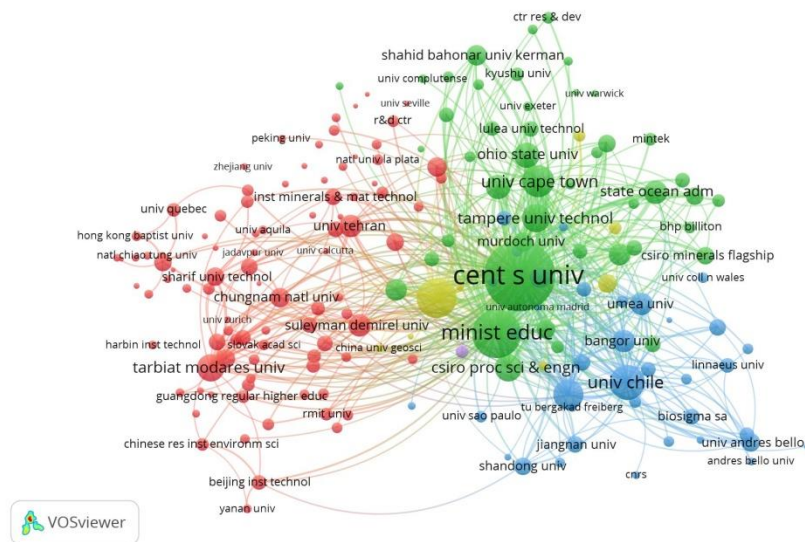 ctr res & dev
shahid bahonar univ kerman
kyushu univ
univ complutense
univ warwick
univ seville
univ exeter
r&d ctr
lulea univ technol
peking univ
mintek
ohio state univ
natl univ la plata
zhejiang univ
univ cape town
inst minerals & mat technol
state ocean adm
univ quebec
tampere univ technol
univ tehran
bhp billiton
univ aquila
hong kong baptist univ
murdoch univ
natl chiao tung univ
jadavpur univ
univ calcutta
csiro minerals flagship
sharif univ technol
cent s univ
univ coll n wales
chungnam natl univ
umea univ
univ autonoma madrid
univ zurich
suleyman demirel univ
minist educ
bangor univ
harbin inst technol
slovak acad sci
china univ geosci
tarbiat modares univ
csiro proc sci & engn
linnaeus univ
univ chile
guangdong regular higher educ
tu bergakad freiberg
rmit univ
univ sao paulo
biosigma sa
chinese res inst environm sci
jiangnan univ
univ andres bello
shandong univ
andres bello univ
cnrs
beijing inst technol
yanan univ
VOSviewer